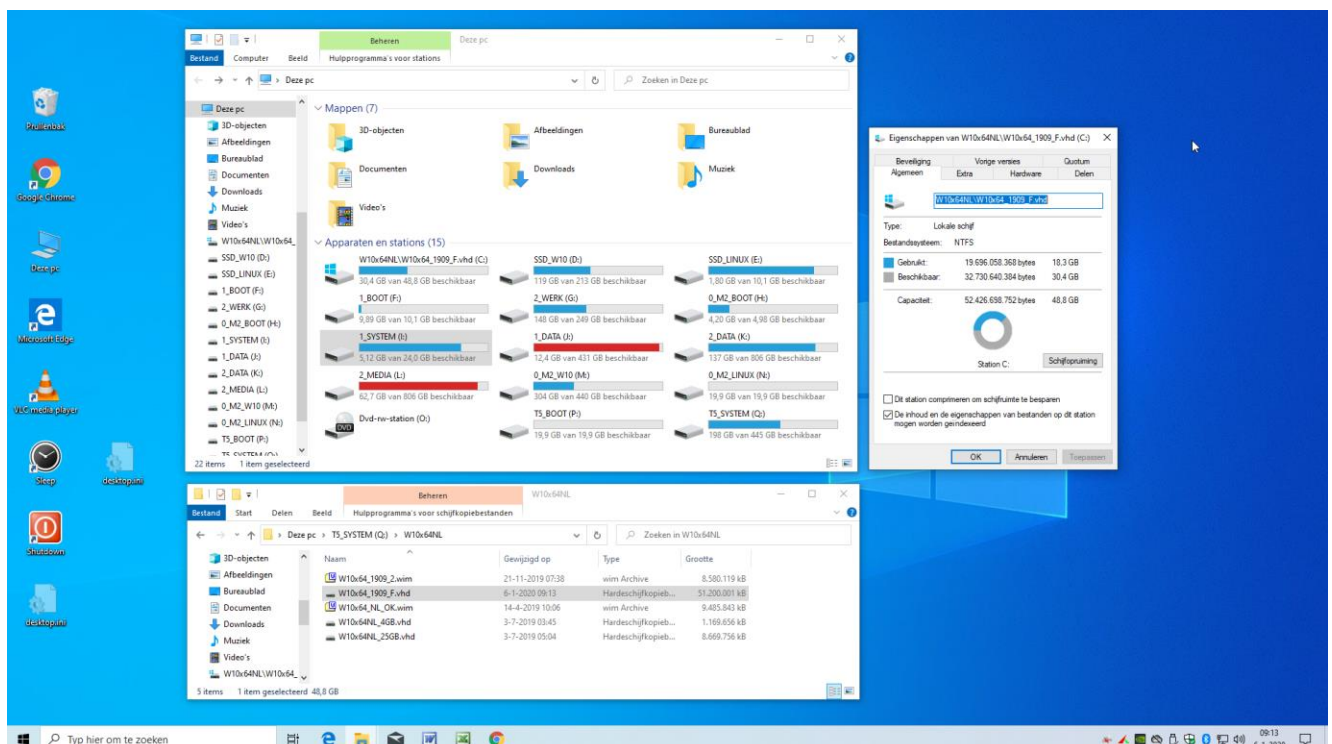 Prullenbak
Google Chrome
Deze pc
Microsoft Edge
VLC media player
Sleep
desktop.ini
Shutdown
desktop.ini
Beheren
Deze pc
Bestand
Computer
Beeld
Hulpprogramma's voor stations
Deze pc
Zoeken in Deze pc
Deze pc
3D-objecten
Afbeeldingen
Bureaublad
Documenten
Downloads
Muziek
Video's
W10x64NL\W10x64_
SSD_W10 (D:)
SSD_LINUX (E:)
1_BOOT (F:)
2_WERK (G:)
0_M2_BOOT (H:)
1_SYSTEM (I:)
1_DATA (J:)
2_DATA (K:)
2_MEDIA (L:)
0_M2_W10 (M:)
0_M2_LINUX (N:)
T5_BOOT (P:)
T5_SYSTEM (Q:)
Mappen (7)
3D-objecten
Afbeeldingen
Bureaublad
Documenten
Downloads
Muziek
Video's
Apparaten en stations (15)
W10x64NL\W10x64_1909_F.vhd (C:)
30,4 GB van 48,8 GB beschikbaar
SSD_W10 (D:)
119 GB van 213 GB beschikbaar
SSD_LINUX (E:)
1,80 GB van 10,1 GB beschikbaar
1_BOOT (F:)
9,89 GB van 10,1 GB beschikbaar
2_WERK (G:)
148 GB van 249 GB beschikbaar
0_M2_BOOT (H:)
4,20 GB van 4,98 GB beschikbaar
1_SYSTEM (I:)
5,12 GB van 24,0 GB beschikbaar
1_DATA (J:)
12,4 GB van 431 GB beschikbaar
2_DATA (K:)
137 GB van 806 GB beschikbaar
2_MEDIA (L:)
62,7 GB van 806 GB beschikbaar
0_M2_W10 (M:)
304 GB van 440 GB beschikbaar
0_M2_LINUX (N:)
19,9 GB van 19,9 GB beschikbaar
DVD
Dvd-rw-station (O:)
T5_BOOT (P:)
19,9 GB van 19,9 GB beschikbaar
T5_SYSTEM (Q:)
198 GB van 445 GB beschikbaar
22 items 1 item geselecteerd
Eigenschappen van W10x64NL\W10x64_1909_F.vhd (C:)
Beveiliging
Vorige versies
Quotum
Algemeen
Extra
Hardware
Delen
W10x64NL\W10x64_1909_F.vhd
Type: Lokale schijf
Bestandssysteem: NTFS
Gebruikt: 19.696.058.368 bytes 18,3 GB
Beschikbaar: 32.730.640.384 bytes 30,4 GB
Capaciteit: 52.426.698.752 bytes 48,8 GB
Station C:
Schijfopruiming
Dit station comprimeren om schijfruimte te besparen
De inhoud en de eigenschappen van bestanden op dit station
mogen worden geïndexeerd
OK
Annuleren
Toepassen
Beheren
W10x64NL
Bestand
Start
Delen
Beeld
Hulpprogramma's voor schijfkopiebestanden
Deze pc
T5_SYSTEM (Q:)
W10x64NL
Zoeken in W10x64NL
3D-objecten
Afbeeldingen
Bureaublad
Documenten
Downloads
Muziek
Video's
W10x64NL\W10x64_
Naam Gewijzigd op Type Grootte
W10x64_1909_2.wim 21-11-2019 07:38 wim Archive 8.580.119 kB
W10x64_1909_F.vhd 6-1-2020 09:13 Hardeschijfkopieb... 51.200.001 kB
W10x64_NL_OK.wim 14-4-2019 10:06 wim Archive 9.485.843 kB
W10x64NL_4GB.vhd 3-7-2019 03:45 Hardeschijfkopieb... 1.169.656 kB
W10x64NL_25GB.vhd 3-7-2019 05:04 Hardeschijfkopieb... 8.669.756 kB
5 items 1 item geselecteerd 48,8 GB
Typ hier om te zoeken
09:13